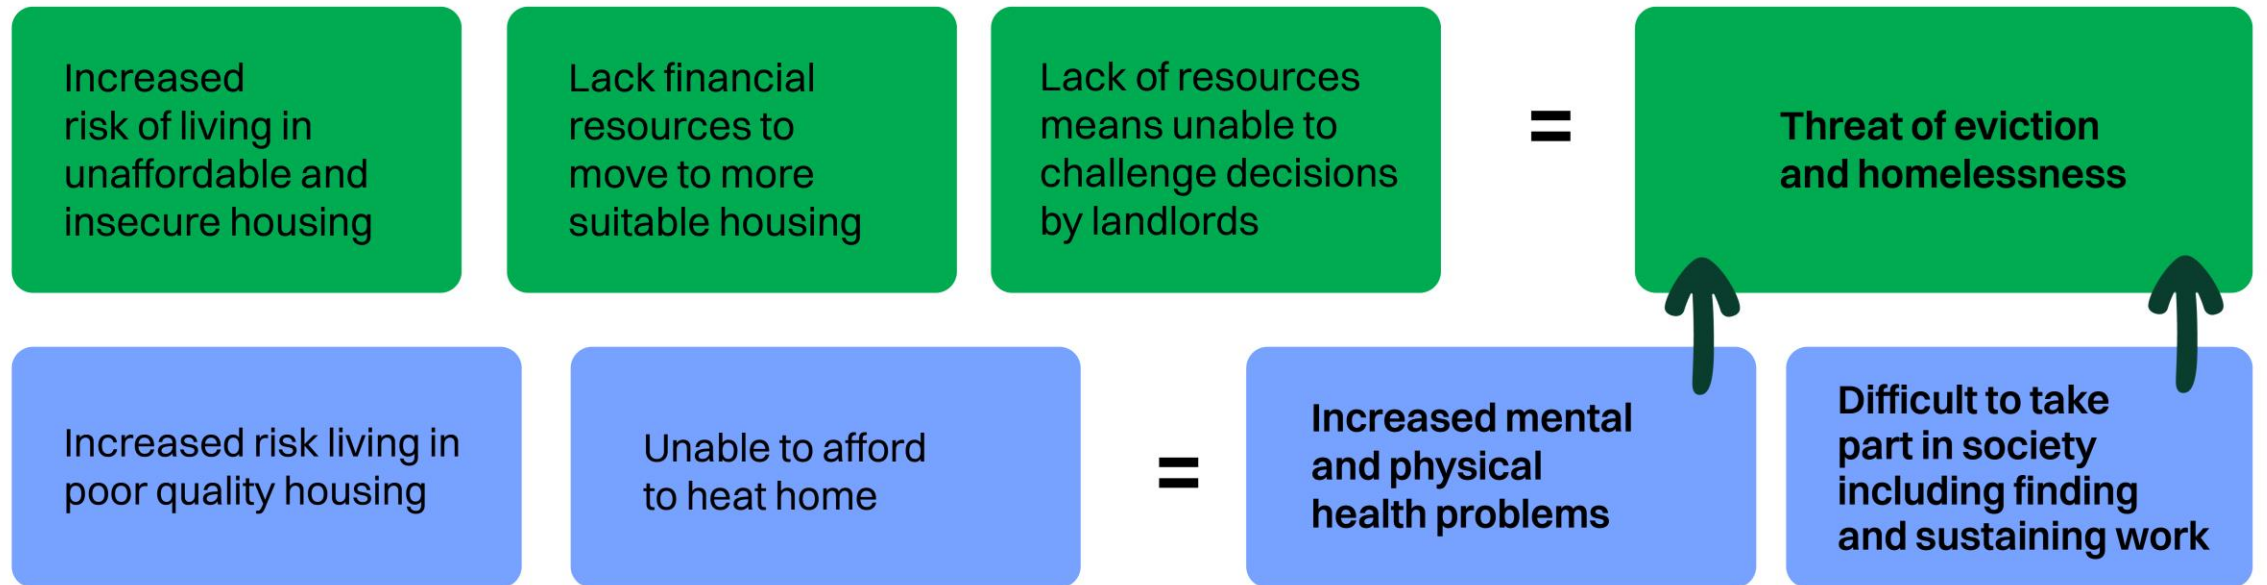 Increased
risk of living in
unaffordable and
insecure housing
Lack financial
resources to
move to more
suitable housing
Lack of resources
means unable to
challenge decisions
by landlords
=
Threat of eviction
and homelessness
Increased risk living in
poor quality housing
Unable to afford
to heat home
=
Increased mental
and physical
health problems
Difficult to take
part in society
including finding
and sustaining work